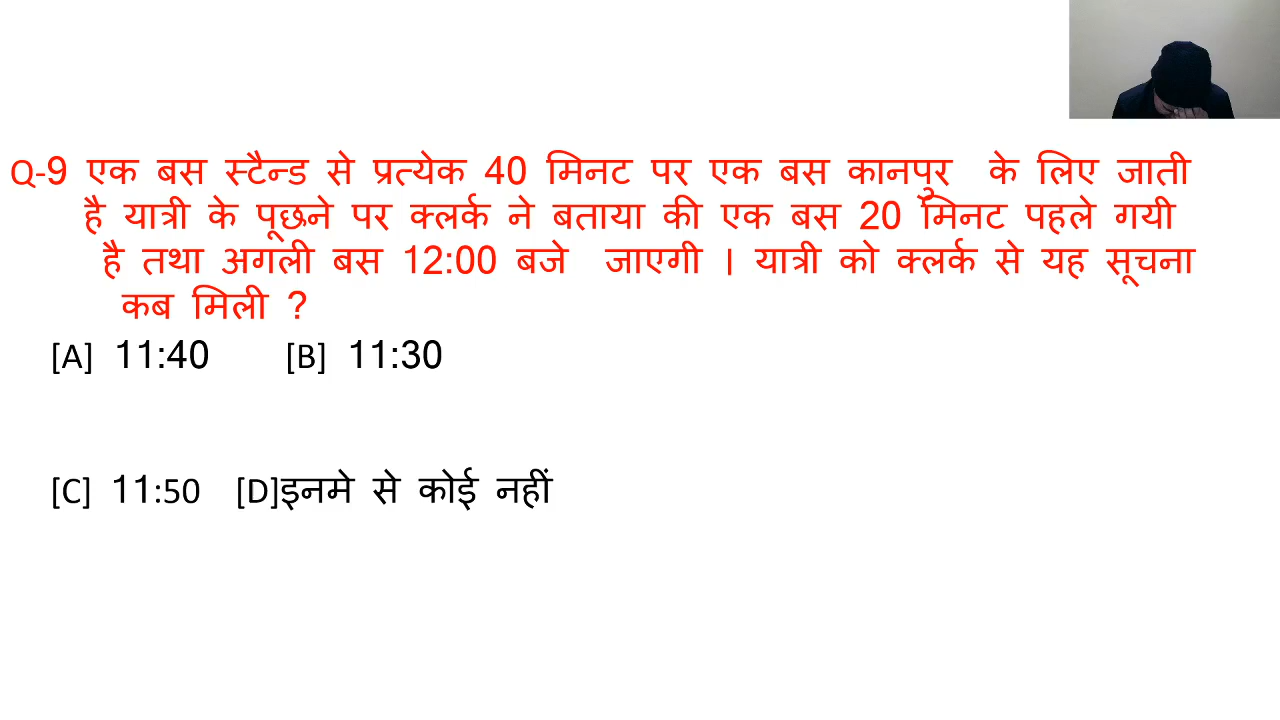 Q-9 एक बस स्टैन्ड से प्रत्येक 40 मिनट पर एक बस कानपुर के लिए जाती
है यात्री के पूछने पर क्लर्क ने बताया की एक बस 20 मिनट पहले गयी
है तथा अगली बस 12:00 बजे जाएगी । यात्री को क्लर्क से यह सूचना
कब मिली ?
[A] 11:40 [B] 11:30
[C] 11:50 [D]इनमे से कोई नहीं